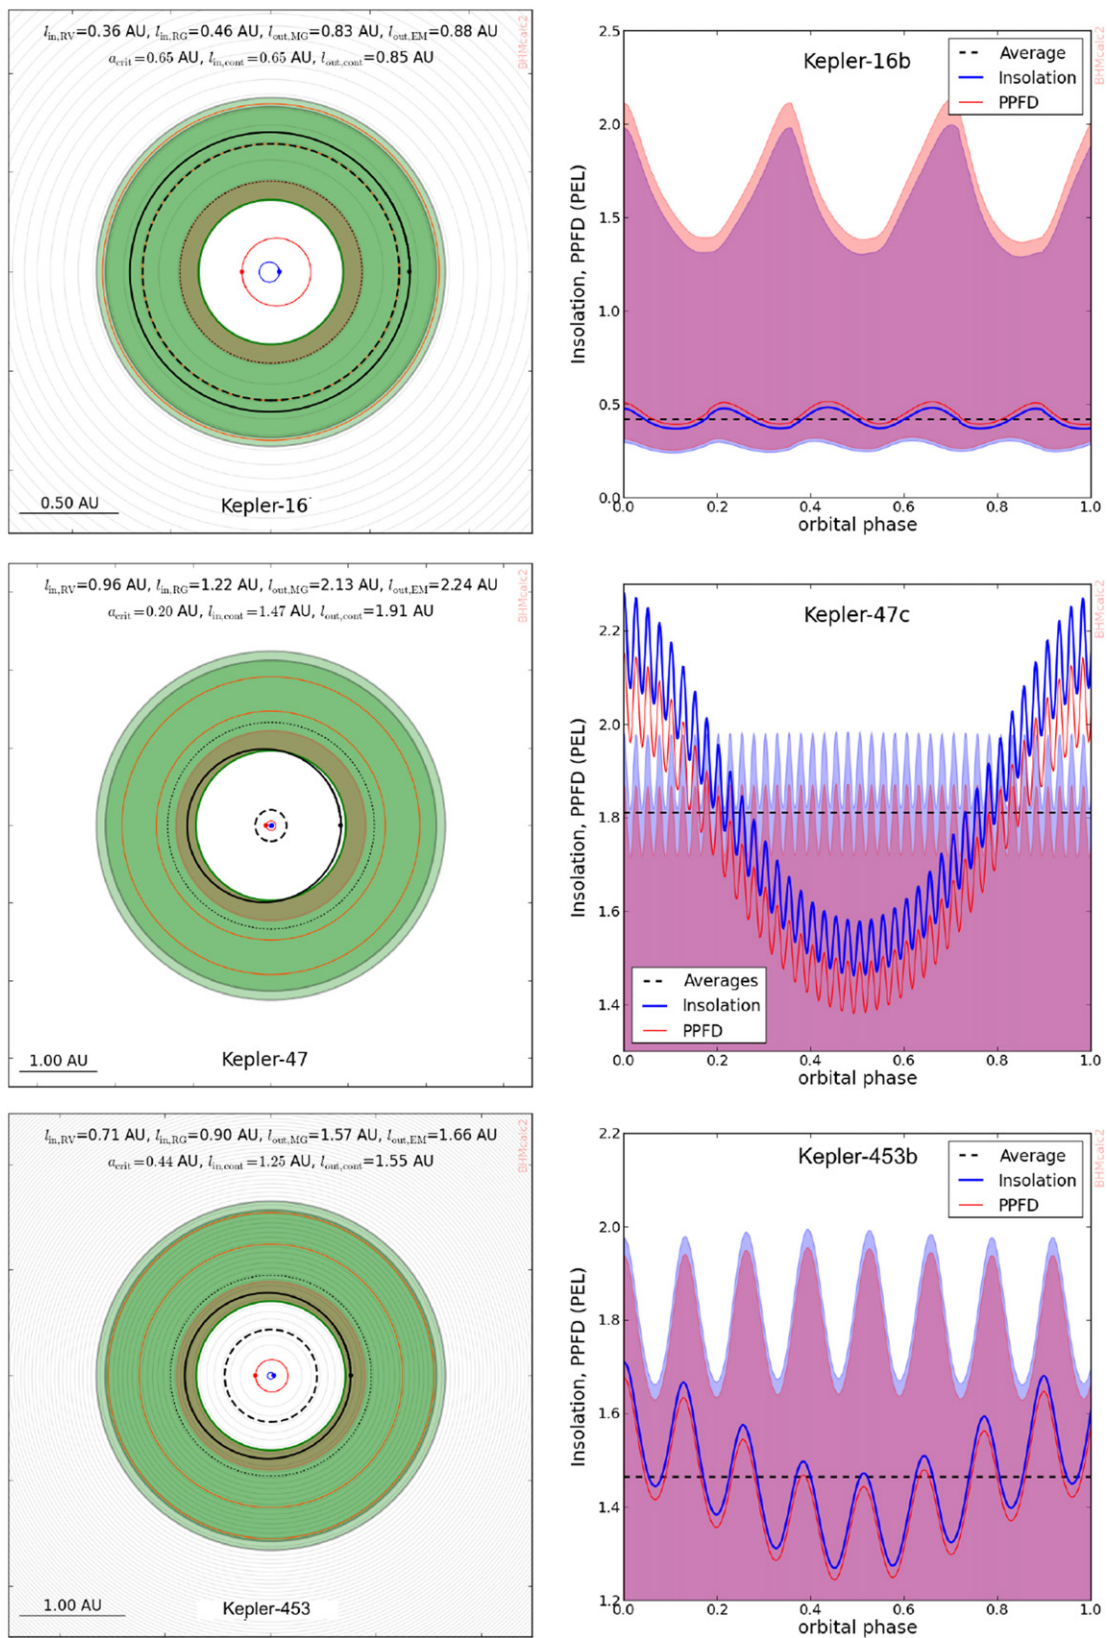 l_in,RV=0.36 AU, l_in,RG=0.46 AU, l_out,MG=0.83 AU, l_out,EM=0.88 AU
a_crit=0.65 AU, l_in,cont=0.65 AU, l_out,cont=0.85 AU
BHMcalc2
0.50 AU
Kepler-16
Kepler-16b
BHMcalc2
Average
Insolation
PPFD
Insolation, PPFD (PEL)
2.5
2.0
1.5
1.0
0.5
0.0
0.0 0.2 0.4 0.6 0.8 1.0
orbital phase
l_in,RV=0.96 AU, l_in,RG=1.22 AU, l_out,MG=2.13 AU, l_out,EM=2.24 AU
a_crit=0.20 AU, l_in,cont=1.47 AU, l_out,cont=1.91 AU
BHMcalc2
1.00 AU
Kepler-47
Kepler-47c
BHMcalc2
Insolation, PPFD (PEL)
2.2
2.0
1.8
1.6
1.4
Averages
Insolation
PPFD
0.0 0.2 0.4 0.6 0.8 1.0
orbital phase
l_in,RV=0.71 AU, l_in,RG=0.90 AU, l_out,MG=1.57 AU, l_out,EM=1.66 AU
a_crit=0.44 AU, l_in,cont=1.25 AU, l_out,cont=1.55 AU
BHMcalc2
1.00 AU
Kepler-453
Kepler-453b
BHMcalc2
Average
Insolation
PPFD
Insolation, PPFD (PEL)
2.2
2.0
1.8
1.6
1.4
1.2
0.0 0.2 0.4 0.6 0.8 1.0
orbital phase